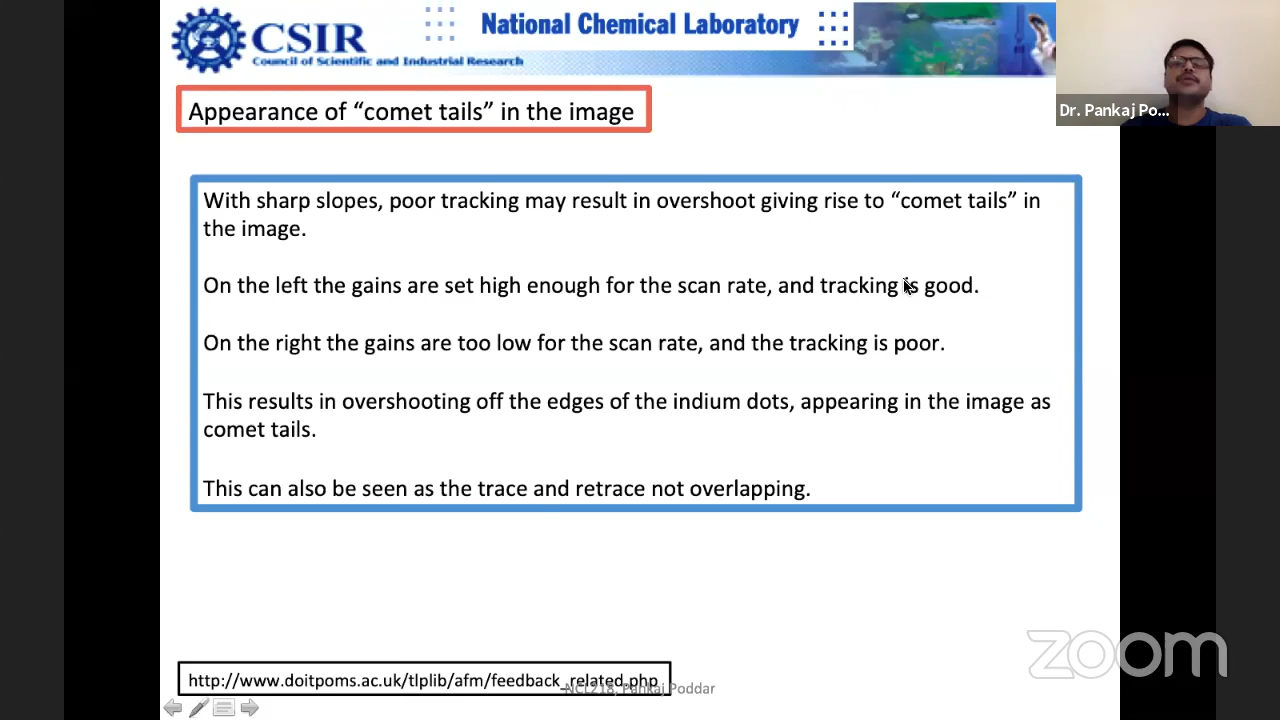 CSIR
Council of Scientific and Industrial Research
National Chemical Laboratory
Dr. Pankaj Po...
Appearance of “comet tails” in the image
With sharp slopes, poor tracking may result in overshoot giving rise to “comet tails” in
the image.
On the left the gains are set high enough for the scan rate, and tracking is good.
On the right the gains are too low for the scan rate, and the tracking is poor.
This results in overshooting off the edges of the indium dots, appearing in the image as
comet tails.
This can also be seen as the trace and retrace not overlapping.
zoom
http://www.doitpoms.ac.uk/tlplib/afm/feedback_related.php
NCL218, Pankaj Poddar